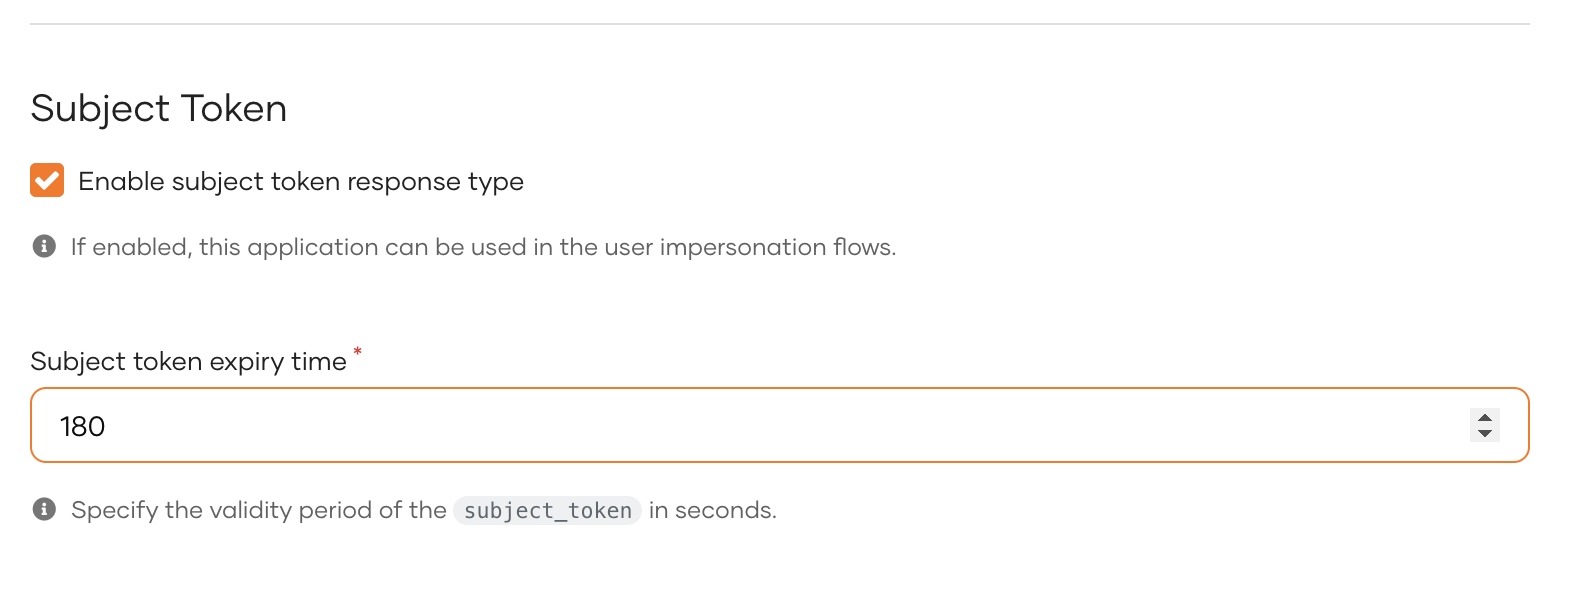 Subject Token
Enable subject token response type
If enabled, this application can be used in the user impersonation flows.
Subject token expiry time *
180
Specify the validity period of the subject_token in seconds.